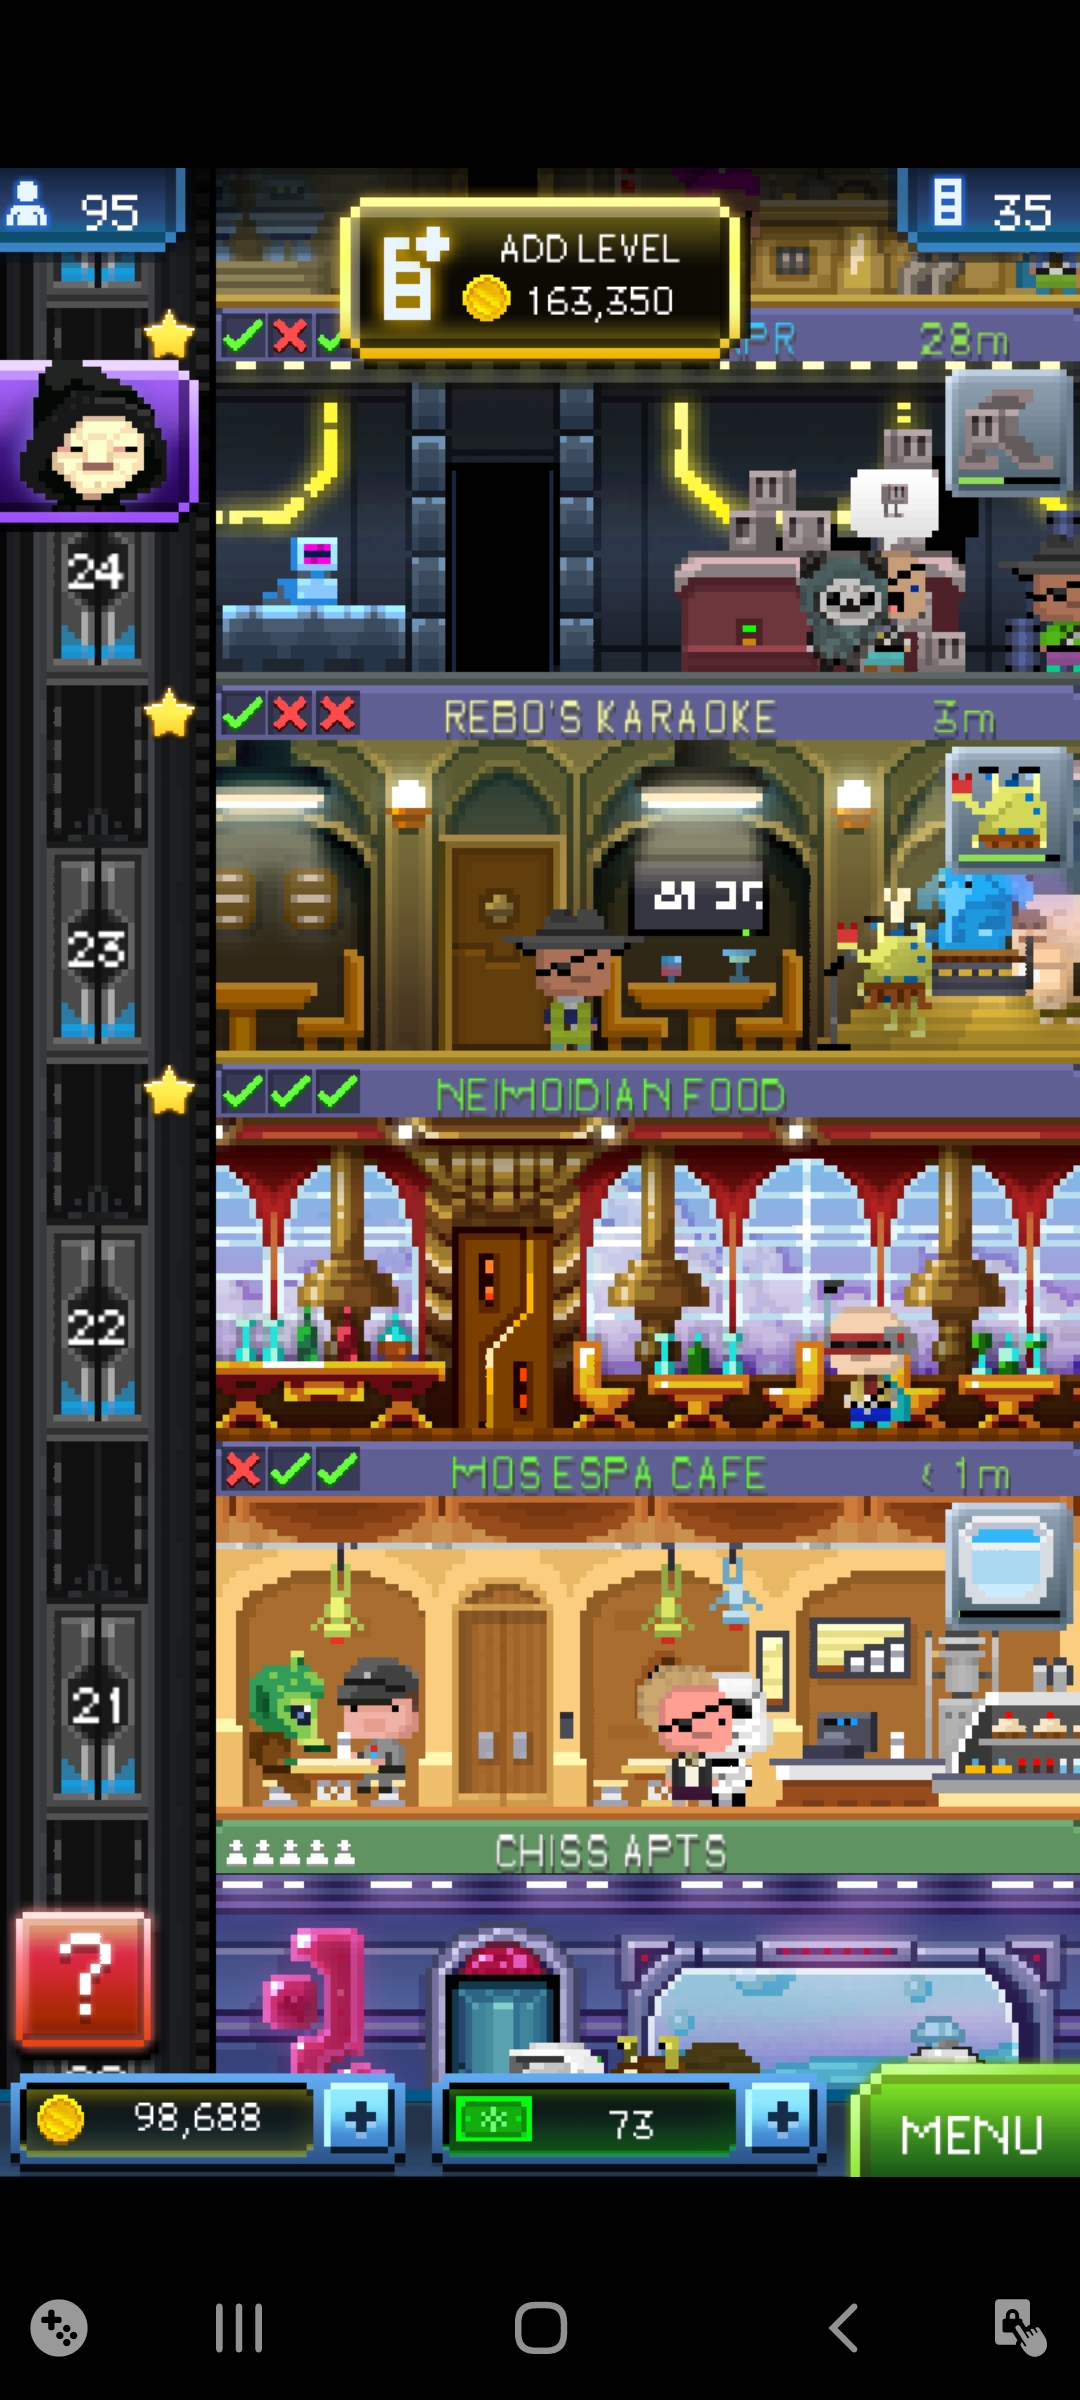 95
ADD LEVEL
163,350
35
28m
24
REBO'S KARAOKE
3m
23
NEIMOIDIAN FOOD
22
MOS ESPA CAFE
< 1m
21
CHISS APTS
?
98,688
+
73
+
MENU